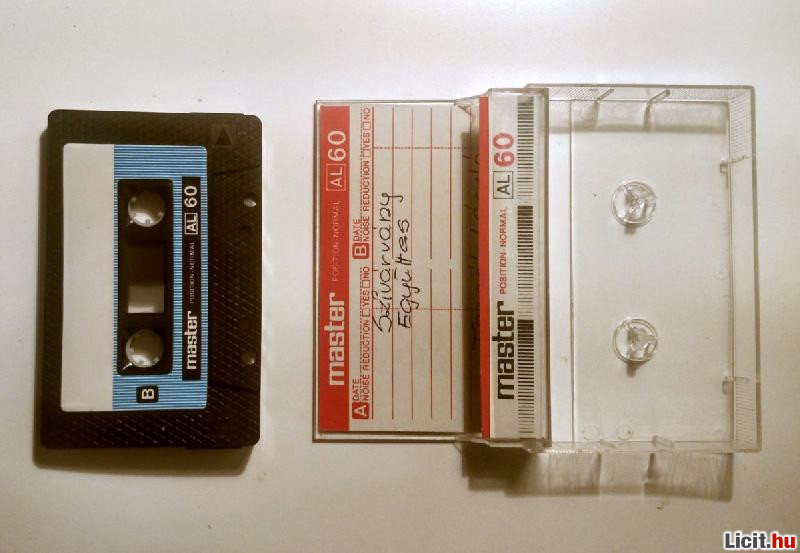 B
master POSITION·NORMAL AL 60
master POSITION·NORMAL AL 60
A DATE
NOISE REDUCTION YES NO
B DATE
NOISE REDUCTION YES NO
Szivárvány
Együttes
master POSITION·NORMAL AL 60
Licit.hu